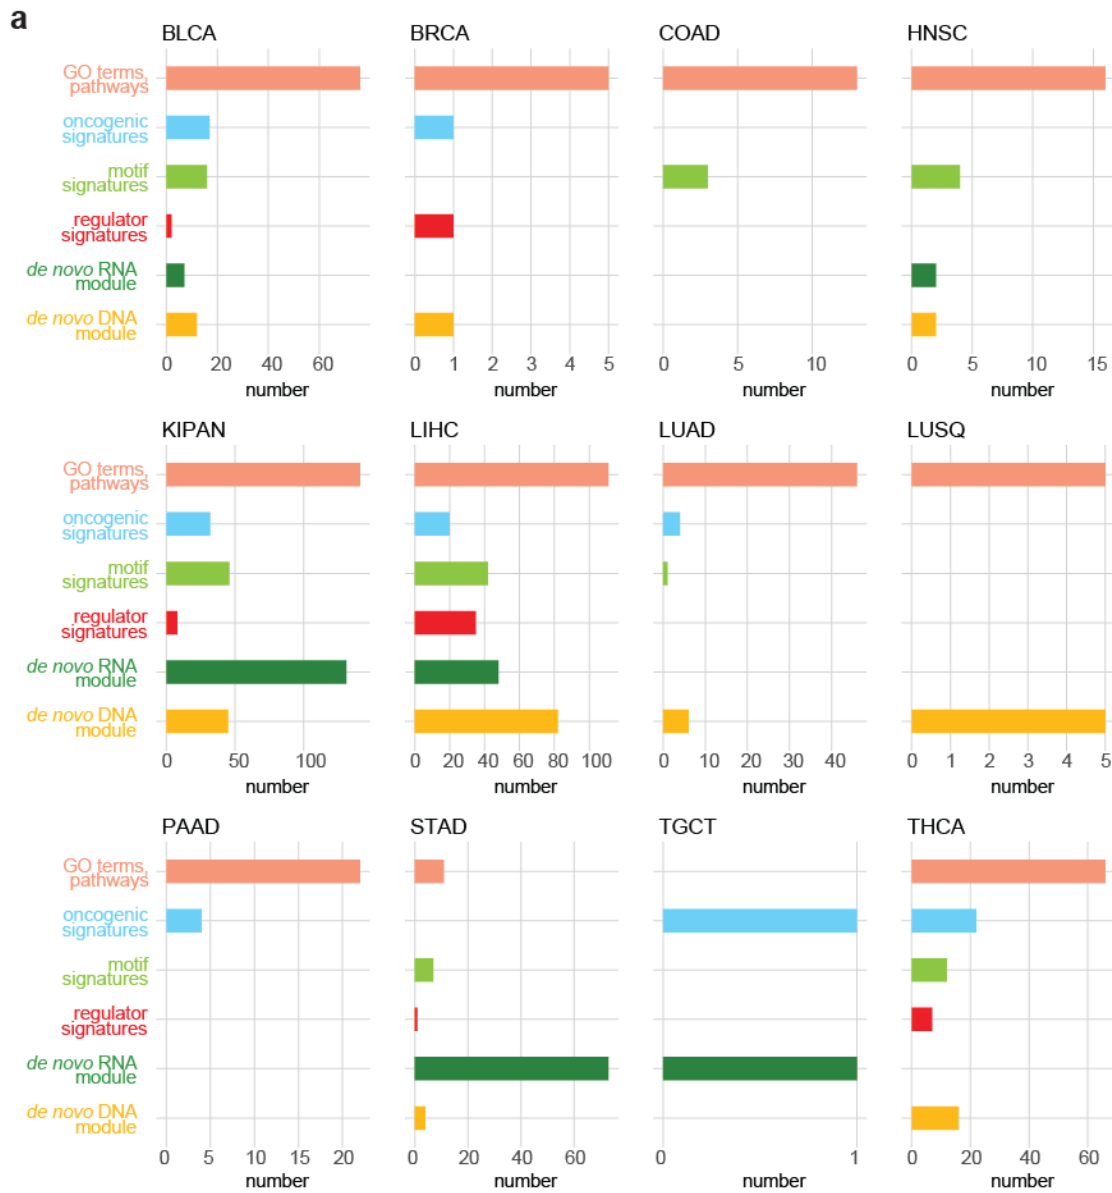 a
BLCA BRCA COAD HNSC
GO terms,
pathways
oncogenic
signatures
motif
signatures
regulator
signatures
de novo RNA
module
de novo DNA
module
0 20 40 60 0 1 2 3 4 5 0 5 10 0 5 10 15
number number number number
KIPAN LIHC LUAD LUSQ
GO terms,
pathways
oncogenic
signatures
motif
signatures
regulator
signatures
de novo RNA
module
de novo DNA
module
0 50 100 0 20 40 60 80 100 0 10 20 30 40 0 1 2 3 4 5
number number number number
PAAD STAD TGCT THCA
GO terms,
pathways
oncogenic
signatures
motif
signatures
regulator
signatures
de novo RNA
module
de novo DNA
module
0 5 10 15 20 0 20 40 60 0 1 0 20 40 60
number number number number